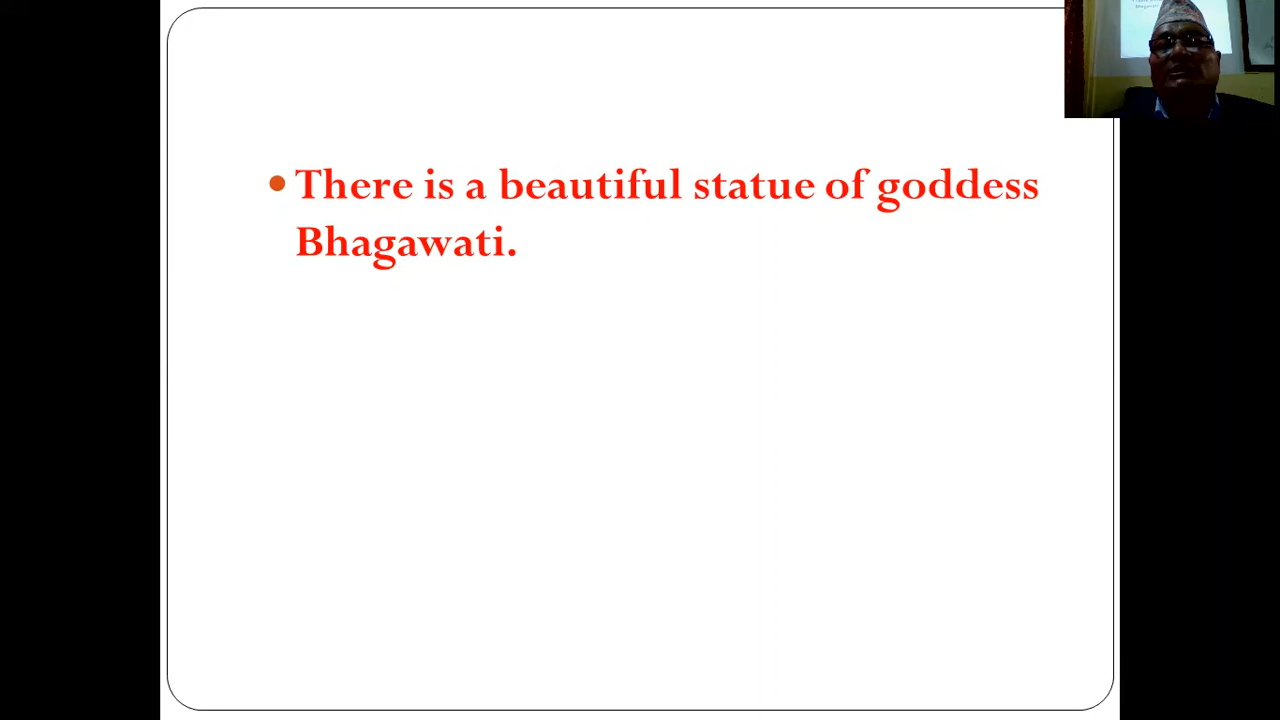 • There is a beautiful statue of goddess
Bhagawati.